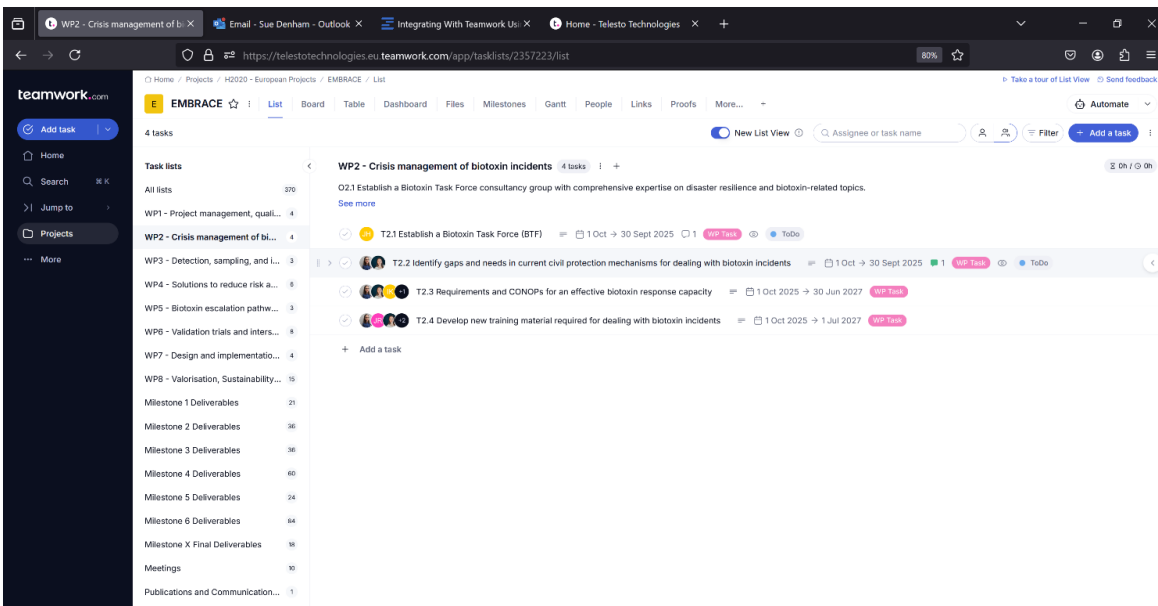 WP2 - Crisis management of bi
Email - Sue Denham - Outlook
Integrating With Teamwork Usi
Home - Telesto Technologies
https://telestotechnologies.eu.teamwork.com/app/tasklists/2357223/list
80%
teamwork.com
Add task
Home
Search
⌘ K
Jump to
Projects
More
Home / Projects / H2020 - European Projects / EMBRACE / List
Take a tour of List View
Send feedback
E EMBRACE
List Board Table Dashboard Files Milestones Gantt People Links Proofs More...
Automate
4 tasks
New List View
Assignee or task name
Filter
Add a task
Task lists
All lists 370
WP1 - Project management, quali... 4
WP2 - Crisis management of bi... 4
WP3 - Detection, sampling, and i... 3
WP4 - Solutions to reduce risk a... 6
WP5 - Biotoxin escalation pathw... 3
WP6 - Validation trials and inters... 8
WP7 - Design and implementatio... 4
WP8 - Valorisation, Sustainability... 15
Milestone 1 Deliverables 21
Milestone 2 Deliverables 36
Milestone 3 Deliverables 36
Milestone 4 Deliverables 60
Milestone 5 Deliverables 24
Milestone 6 Deliverables 84
Milestone X Final Deliverables 18
Meetings 10
Publications and Communication... 1
WP2 - Crisis management of biotoxin incidents 4 tasks
0h / 0h
O2.1 Establish a Biotoxin Task Force consultancy group with comprehensive expertise on disaster resilience and biotoxin-related topics.
See more
T2.1 Establish a Biotoxin Task Force (BTF) 1 Oct → 30 Sept 2025 1 WP Task ToDo
T2.2 Identify gaps and needs in current civil protection mechanisms for dealing with biotoxin incidents 1 Oct → 30 Sept 2025 1 WP Task ToDo
+1 T2.3 Requirements and CONOPs for an effective biotoxin response capacity 1 Oct 2025 → 30 Jun 2027 WP Task
JR +2 T2.4 Develop new training material required for dealing with biotoxin incidents 1 Oct 2025 → 1 Jul 2027 WP Task
Add a task